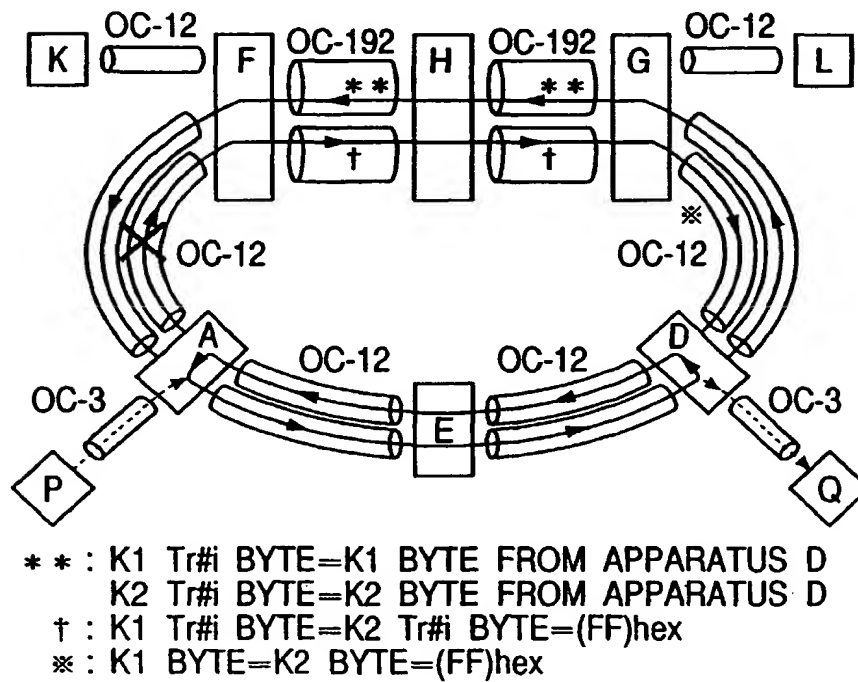 OC-12 OC-192 OC-192 OC-12
K F H G L
** **
† †
※
OC-12 OC-12
A D
OC-12 OC-12
OC-3 E OC-3
P Q
** : K1 Tr#i BYTE=K1 BYTE FROM APPARATUS D
K2 Tr#i BYTE=K2 BYTE FROM APPARATUS D
† : K1 Tr#i BYTE=K2 Tr#i BYTE=(FF)hex
※ : K1 BYTE=K2 BYTE=(FF)hex